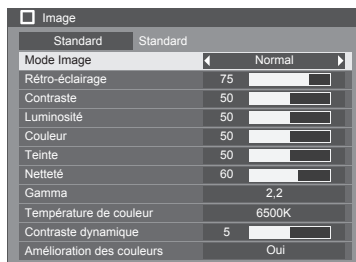 Image
Standard Standard
Mode Image Normal
Rétro-éclairage 75
Contraste 50
Luminosité 50
Couleur 50
Teinte 50
Netteté 60
Gamma 2,2
Température de couleur 6500K
Contraste dynamique 5
Amélioration des couleurs Oui